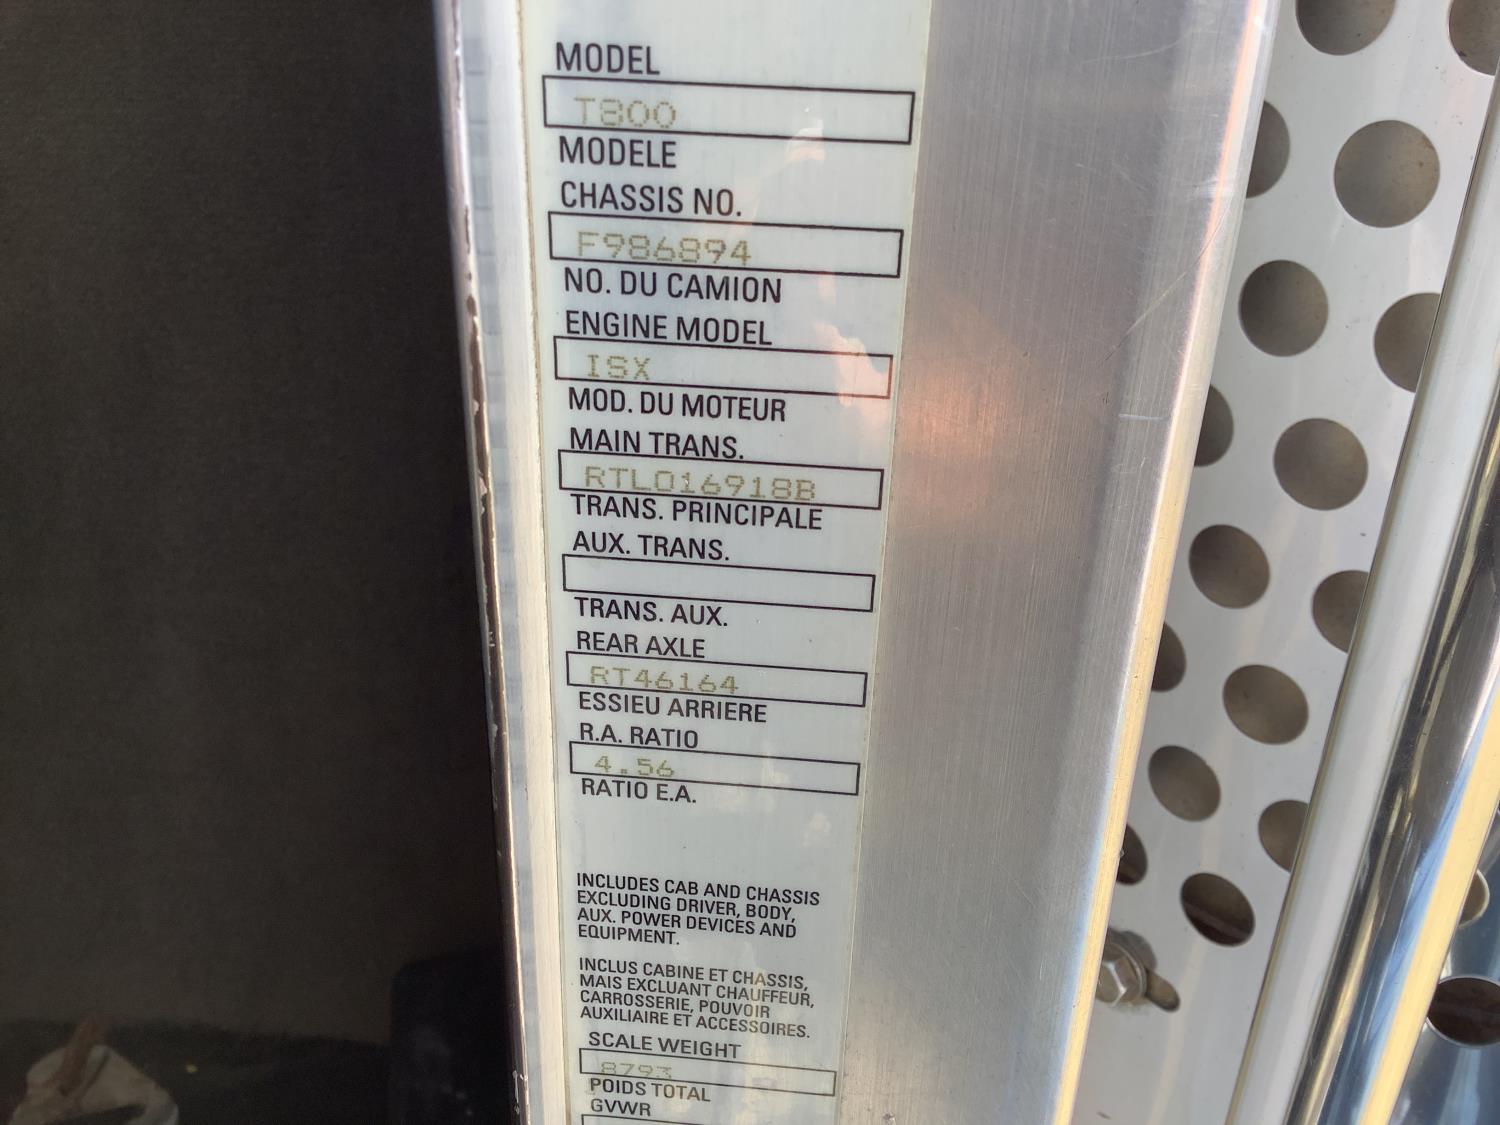 MODEL
T800
MODELE
CHASSIS NO.
F986894
NO. DU CAMION
ENGINE MODEL
ISX
MOD. DU MOTEUR
MAIN TRANS.
RTLO16918B
TRANS. PRINCIPALE
AUX. TRANS.
TRANS. AUX.
REAR AXLE
RT46164
ESSIEU ARRIERE
R.A. RATIO
4.56
RATIO E.A.
INCLUDES CAB AND CHASSIS
EXCLUDING DRIVER, BODY,
AUX. POWER DEVICES AND
EQUIPMENT.
INCLUS CABINE ET CHASSIS,
MAIS EXCLUANT CHAUFFEUR,
CARROSSERIE, POUVOIR
AUXILIAIRE ET ACCESSOIRES.
SCALE WEIGHT
8793
POIDS TOTAL
GVWR